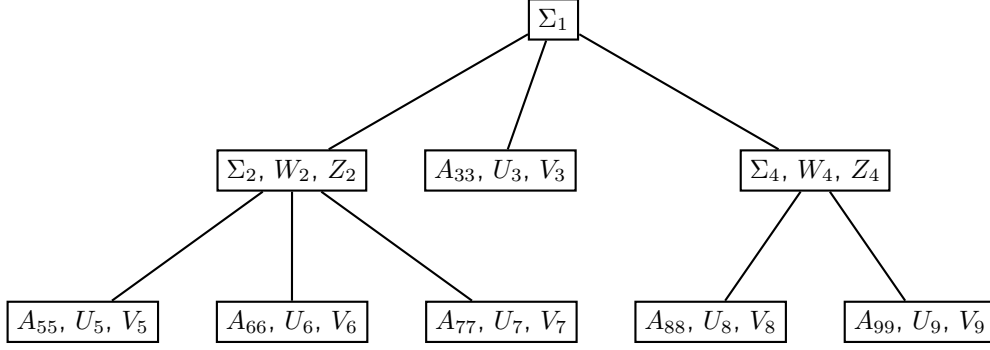 Σ₁
Σ₂, W₂, Z₂
A₃₃, U₃, V₃
Σ₄, W₄, Z₄
A₅₅, U₅, V₅
A₆₆, U₆, V₆
A₇₇, U₇, V₇
A₈₈, U₈, V₈
A₉₉, U₉, V₉